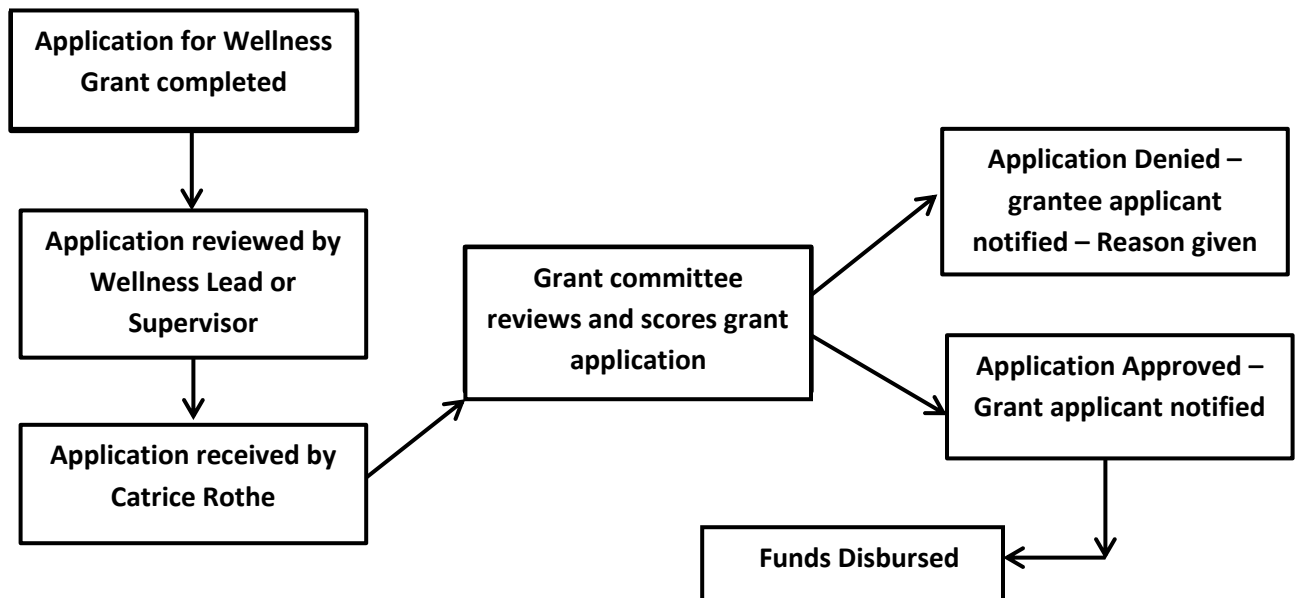 Application for Wellness
Grant completed
Application reviewed by
Wellness Lead or
Supervisor
Application received by
Catrice Rothe
Grant committee
reviews and scores grant
application
Application Denied –
grantee applicant
notified – Reason given
Application Approved –
Grant applicant notified
Funds Disbursed